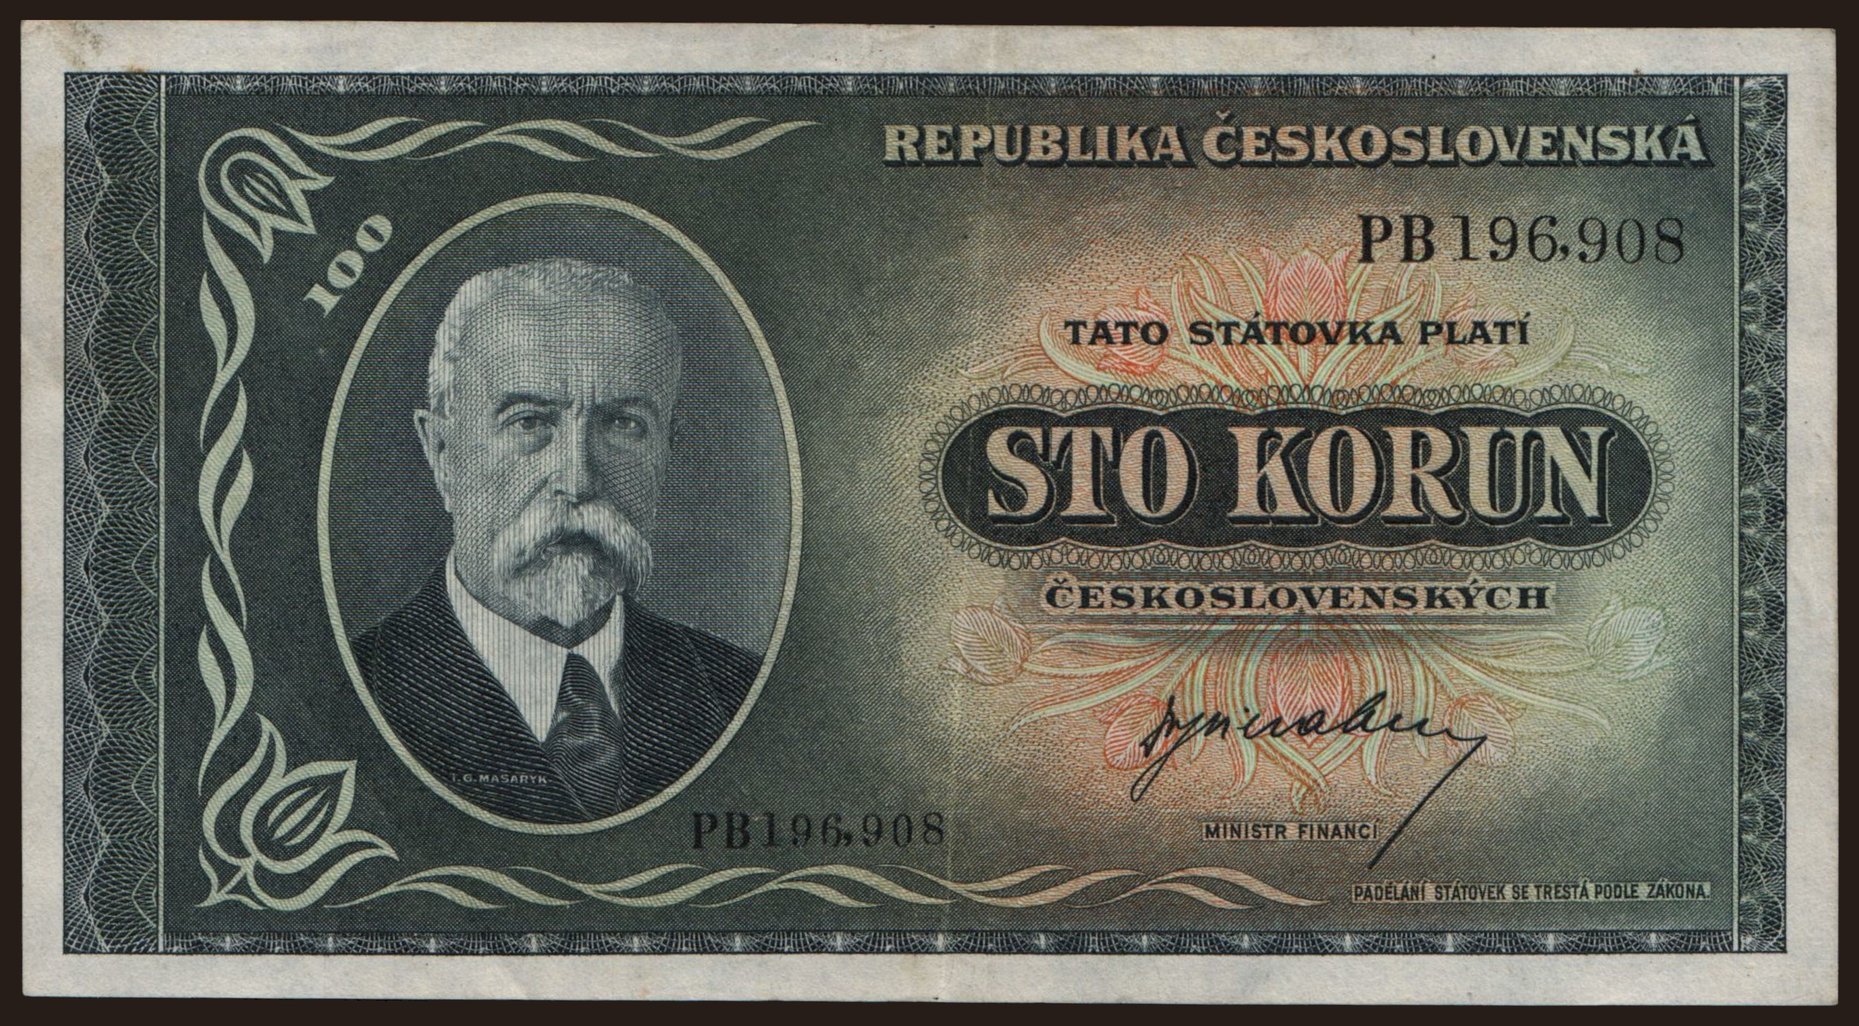 REPUBLIKA ČESKOSLOVENSKÁ
100
PB 196,908
TATO STÁTOVKA PLATÍ
STO KORUN
ČESKOSLOVENSKÝCH
T.G.MASARYK
PB 196,908
MINISTR FINANCÍ
PADĚLÁNÍ STÁTOVEK SE TRESTÁ PODLE ZÁKONA.